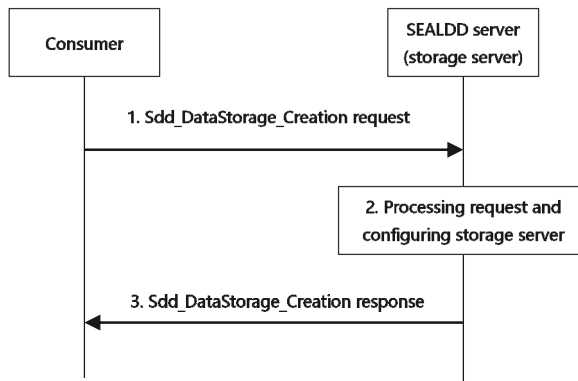 Consumer
SEALDD server
(storage server)
1. Sdd_DataStorage_Creation request
2. Processing request and
configuring storage server
3. Sdd_DataStorage_Creation response